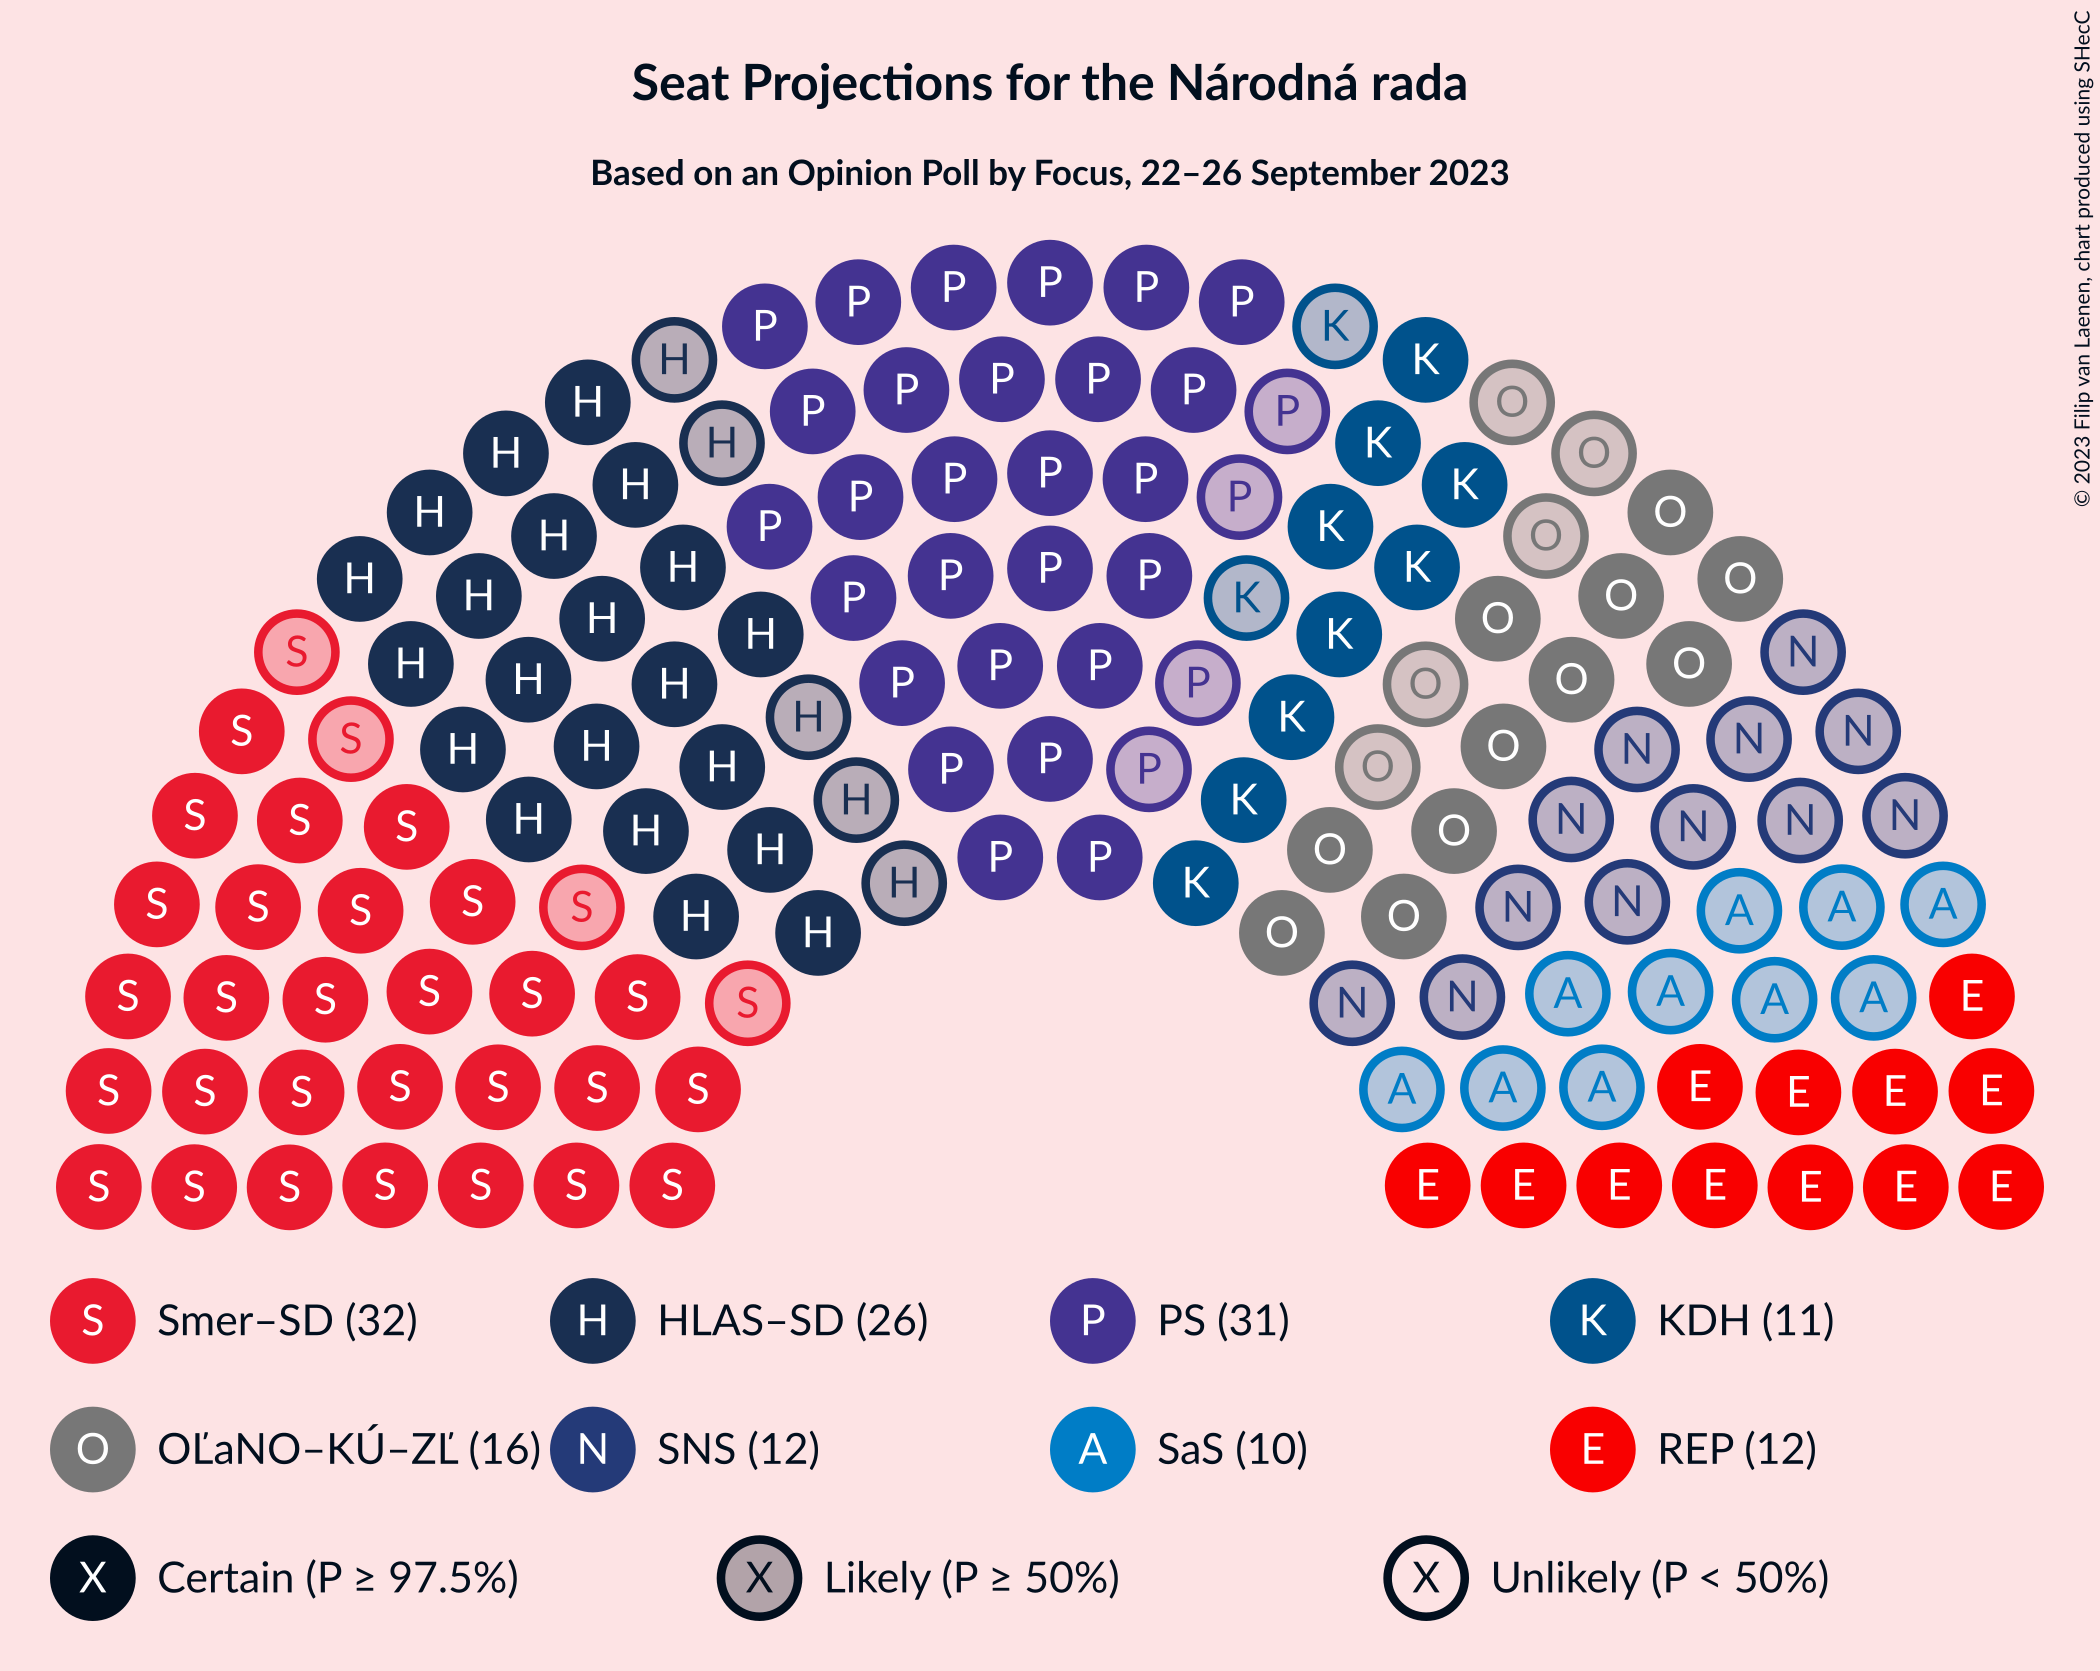 Seat Projections for the Národná rada
Based on an Opinion Poll by Focus, 22–26 September 2023
© 2023 Filip van Laenen, chart produced using SHecC
P P P P P P K
H K
H P P P P P P O
H H P P P P P P K K O
H H H P P P P P K K O O
H H H P P P P K K K O O O
S H H H H P P P P K K O O O O N
S S H H H H H P P P K K O O O O N N N
S S S H H H H H P P K O O N N N N
S S S S S H H H K O O N N A A A
S S S S S S S N N A A A A E
S S S S S S S A A A E E E E
S S S S S S S E E E E E E E
S Smer–SD (32) H HLAS–SD (26) P PS (31) K KDH (11)
O OĽaNO–KÚ–ZĽ (16) N SNS (12) A SaS (10) E REP (12)
X Certain (P ≥ 97.5%) X Likely (P ≥ 50%) X Unlikely (P < 50%)